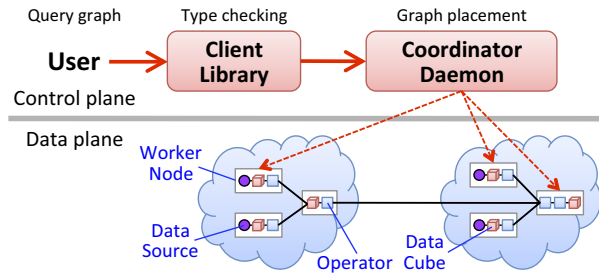 Query graph
Type checking
Graph placement
User
Client
Library
Coordinator
Daemon
Control plane
Data plane
Worker
Node
Data
Source
Operator
Data
Cube